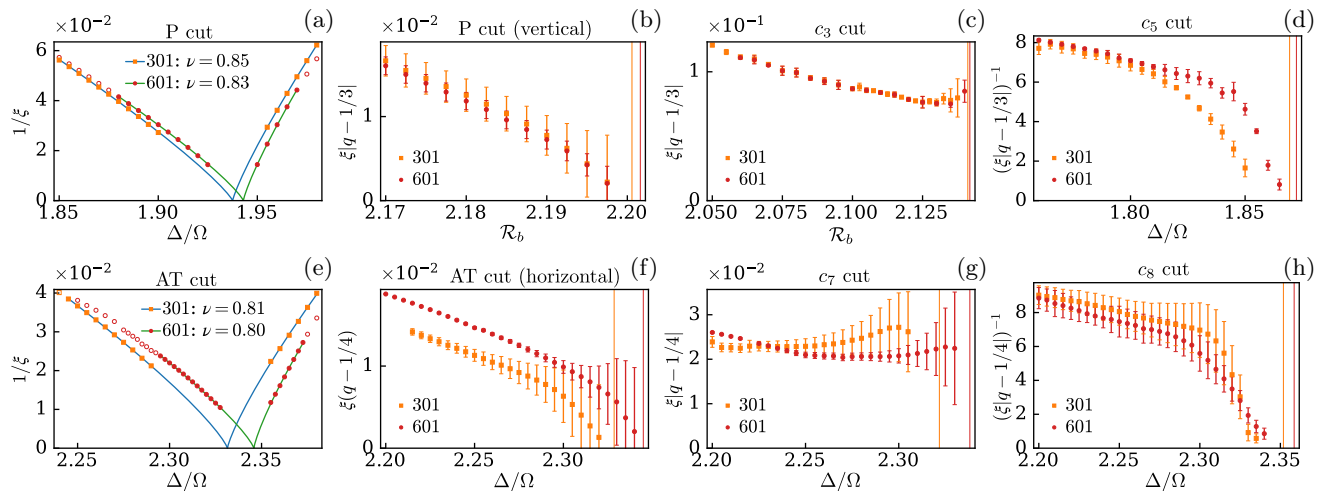 ×10⁻² P cut (a)
1/ξ
6
4
2
0
301: ν = 0.85
601: ν = 0.83
1.85 1.90 1.95
Δ/Ω
×10⁻² P cut (vertical) (b)
ξ|q − 1/3|
1
0
301
601
2.17 2.18 2.19 2.20
ℛb
×10⁻¹ c₃ cut (c)
ξ|q − 1/3|
1
0
301
601
2.050 2.075 2.100 2.125
ℛb
c₅ cut (d)
(ξ|q − 1/3|)⁻¹
8
6
4
2
0
301
601
1.80 1.85
Δ/Ω
×10⁻² AT cut (e)
1/ξ
4
3
2
1
0
301: ν = 0.81
601: ν = 0.80
2.25 2.30 2.35
Δ/Ω
×10⁻² AT cut (horizontal) (f)
ξ(q − 1/4)
1
0
301
601
2.20 2.25 2.30
Δ/Ω
×10⁻² c₇ cut (g)
ξ|q − 1/4|
4
2
0
301
601
2.20 2.25 2.30
Δ/Ω
c₈ cut (h)
(ξ|q − 1/4|)⁻¹
8
6
4
2
0
301
601
2.20 2.25 2.30 2.35
Δ/Ω